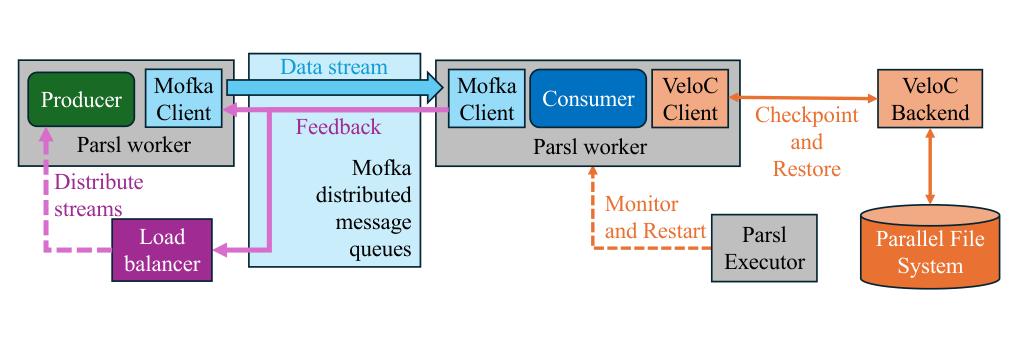 Producer
Mofka
Client
Parsl worker
Data stream
Feedback
Mofka
distributed
message
queues
Mofka
Client
Consumer
VeloC
Client
Parsl worker
Checkpoint
and
Restore
VeloC
Backend
Distribute
streams
Load
balancer
Monitor
and Restart
Parsl
Executor
Parallel File
System